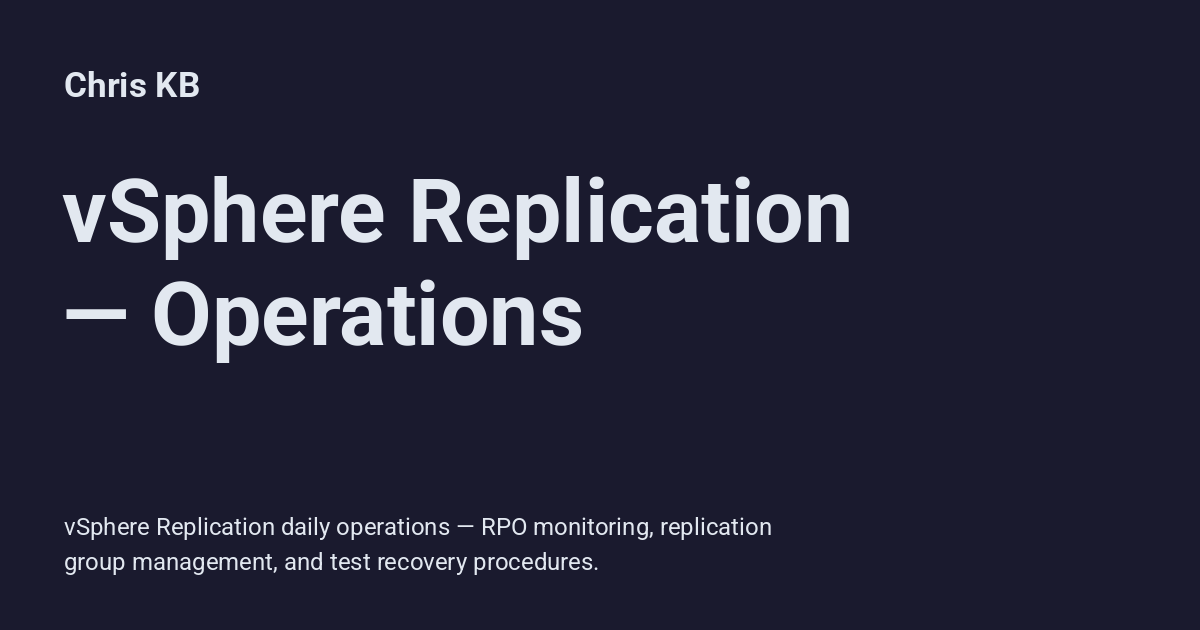 Chris KB
vSphere Replication
— Operations
vSphere Replication daily operations — RPO monitoring, replication
group management, and test recovery procedures.